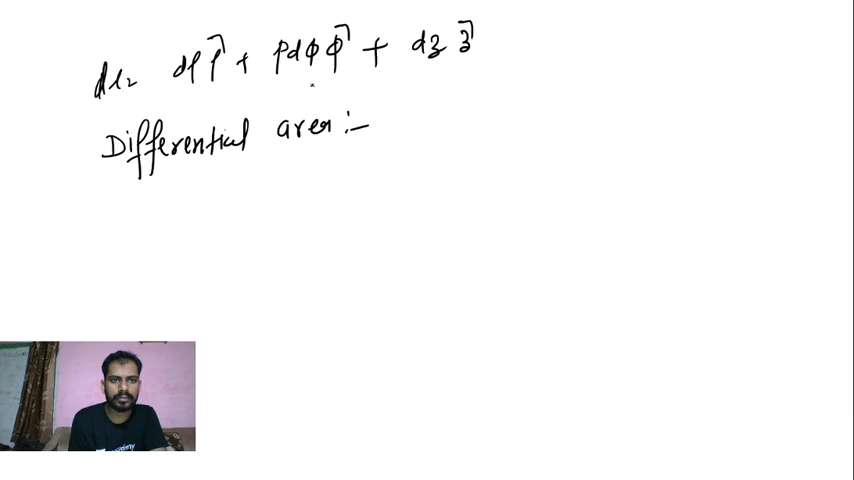 dl= dρ ρ⃗ + ρdϕ ϕ⃗ + dz z⃗
Differential area :-